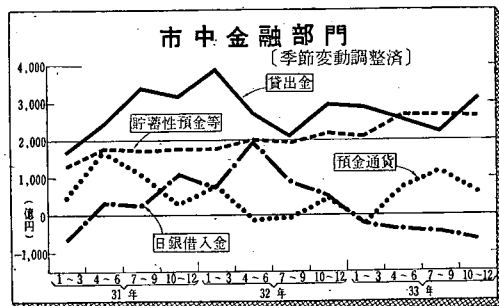 市中金融部門
〔季節変動調整済〕
4,000
3,000
2,000
1,000
0
-1,000
(億円)
貸出金
貯蓄性預金等
預金通貨
日銀借入金
1~3 4~6 7~9 10~12 1~3 4~6 7~9 10~12 1~3 4~6 7~9 10~12
31年 32年 33年